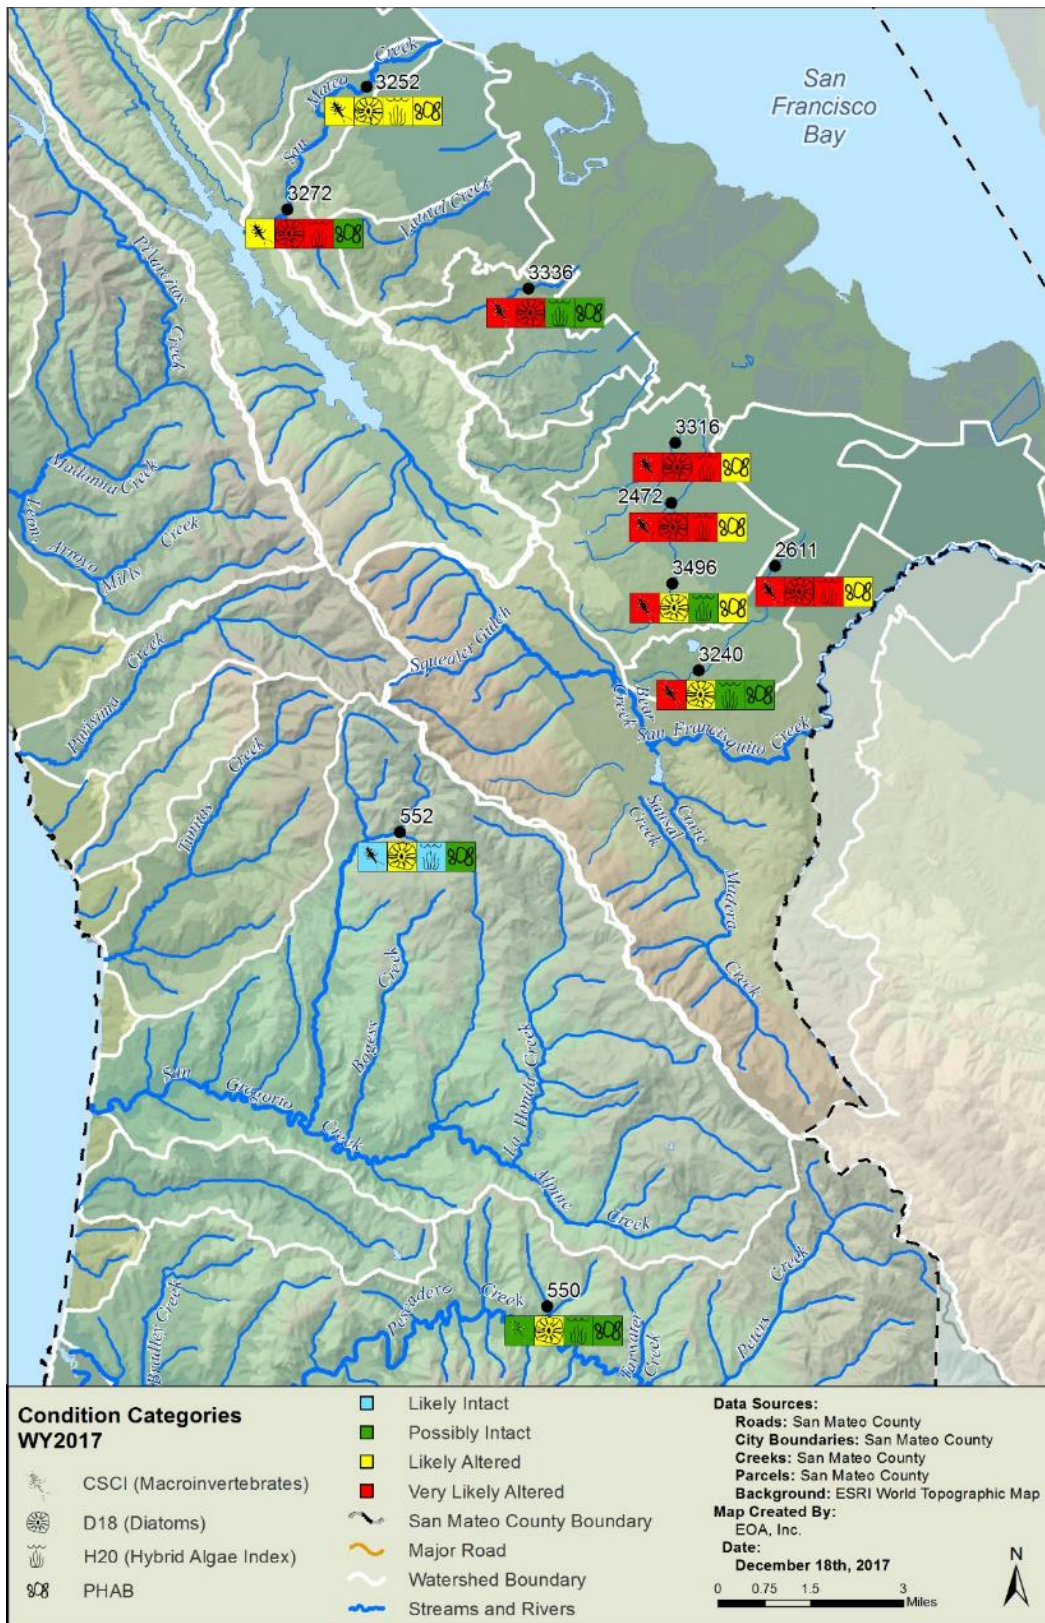 San
Francisco
Bay
San Mateo Creek
3252
3272
Laurel Creek
3336
Pilarcitos Creek
3316
2472
2611
3496
3240
Madonna Creek
Leon.
Arroyo
Mills Creek
Purisima Creek
Squealer Gulch
Bear
Creek
San Francisquito Creek
Tunitas Creek
552
Sausal
Creek
Corte Madera Creek
Bogess Creek
La Honda Creek
San Gregorio Creek
Alpine Creek
550
Pescadero Creek
Bradley Creek
Tarwater
Creek
Peters Creek
Condition Categories
WY2017
CSCI (Macroinvertebrates)
D18 (Diatoms)
H20 (Hybrid Algae Index)
PHAB
Likely Intact
Possibly Intact
Likely Altered
Very Likely Altered
San Mateo County Boundary
Major Road
Watershed Boundary
Streams and Rivers
Data Sources:
Roads: San Mateo County
City Boundaries: San Mateo County
Creeks: San Mateo County
Parcels: San Mateo County
Background: ESRI World Topographic Map
Map Created By:
EOA, Inc.
Date:
December 18th, 2017
N
0 0.75 1.5 3
Miles